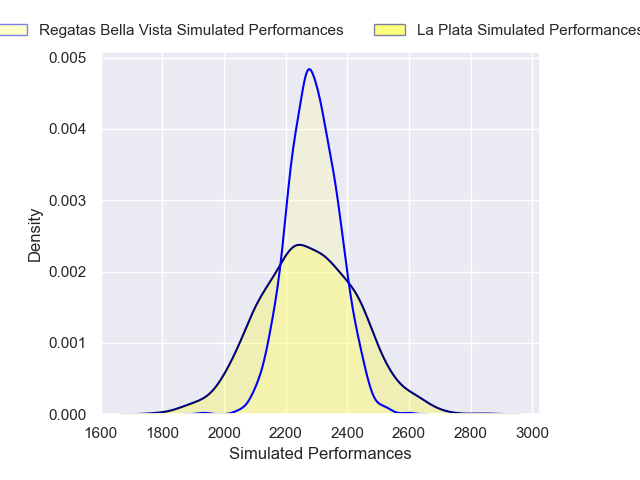 Regatas Bella Vista Simulated Performances La Plata Simulated Performances
0.005
0.004
0.003
0.002
0.001
0.000
Density
1600 1800 2000 2200 2400 2600 2800 3000
Simulated Performances